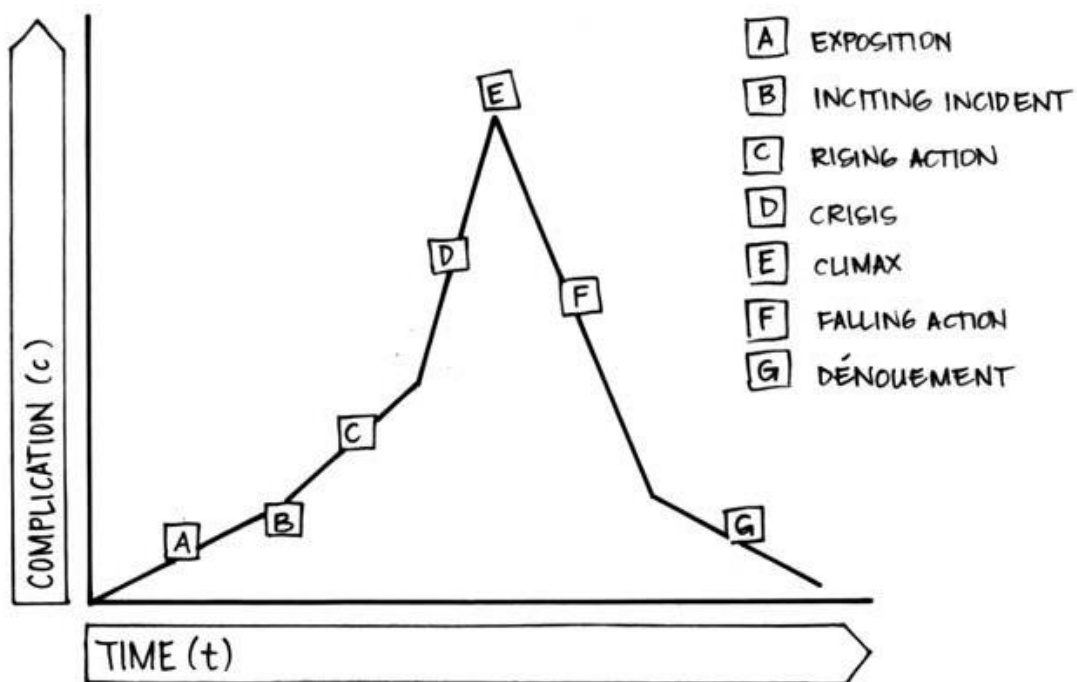 A EXPOSITION
B INCITING INCIDENT
C RISING ACTION
D CRISIS
E CLIMAX
F FALLING ACTION
G DÉNOUEMENT
E
D
F
C
A
B
G
COMPLICATION (c)
TIME (t)